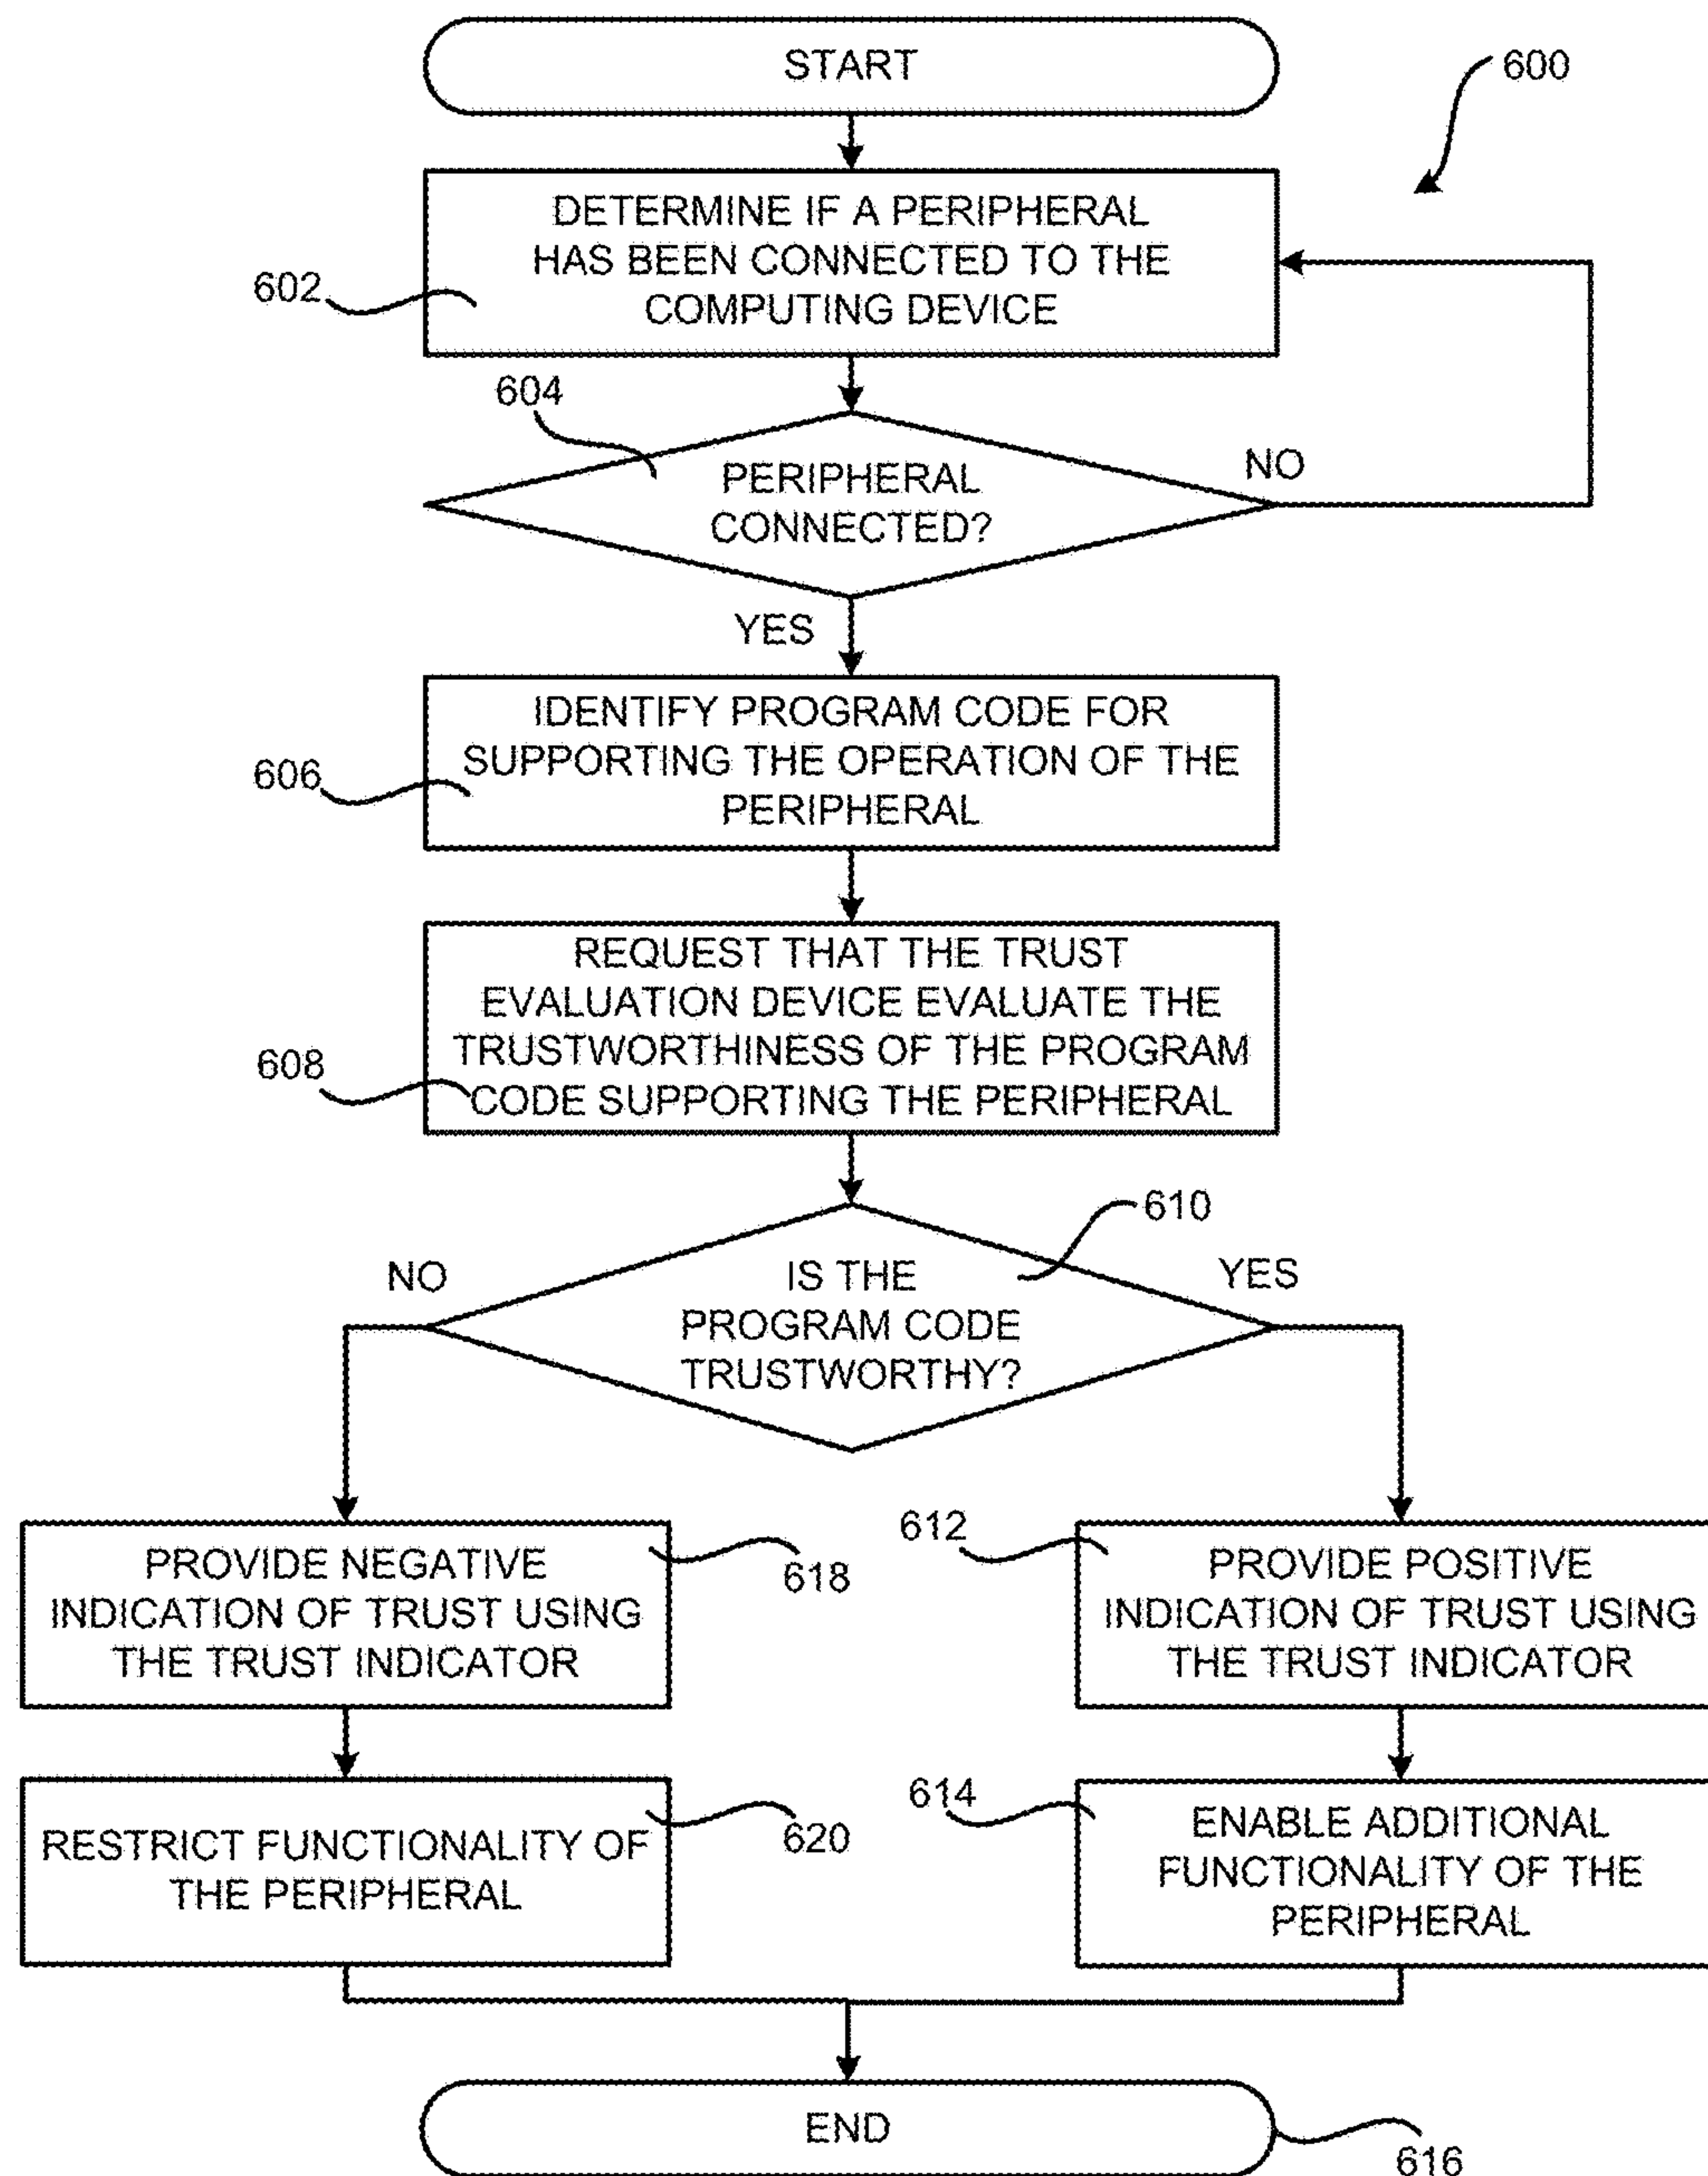 START
600
DETERMINE IF A PERIPHERAL
HAS BEEN CONNECTED TO THE
COMPUTING DEVICE
602
604
PERIPHERAL
CONNECTED?
NO
YES
IDENTIFY PROGRAM CODE FOR
SUPPORTING THE OPERATION OF THE
PERIPHERAL
606
REQUEST THAT THE TRUST
EVALUATION DEVICE EVALUATE THE
TRUSTWORTHINESS OF THE PROGRAM
CODE SUPPORTING THE PERIPHERAL
608
610
IS THE
PROGRAM CODE
TRUSTWORTHY?
NO
YES
PROVIDE NEGATIVE
INDICATION OF TRUST USING
THE TRUST INDICATOR
618
612
PROVIDE POSITIVE
INDICATION OF TRUST USING
THE TRUST INDICATOR
RESTRICT FUNCTIONALITY OF
THE PERIPHERAL
620
614
ENABLE ADDITIONAL
FUNCTIONALITY OF THE
PERIPHERAL
END
616